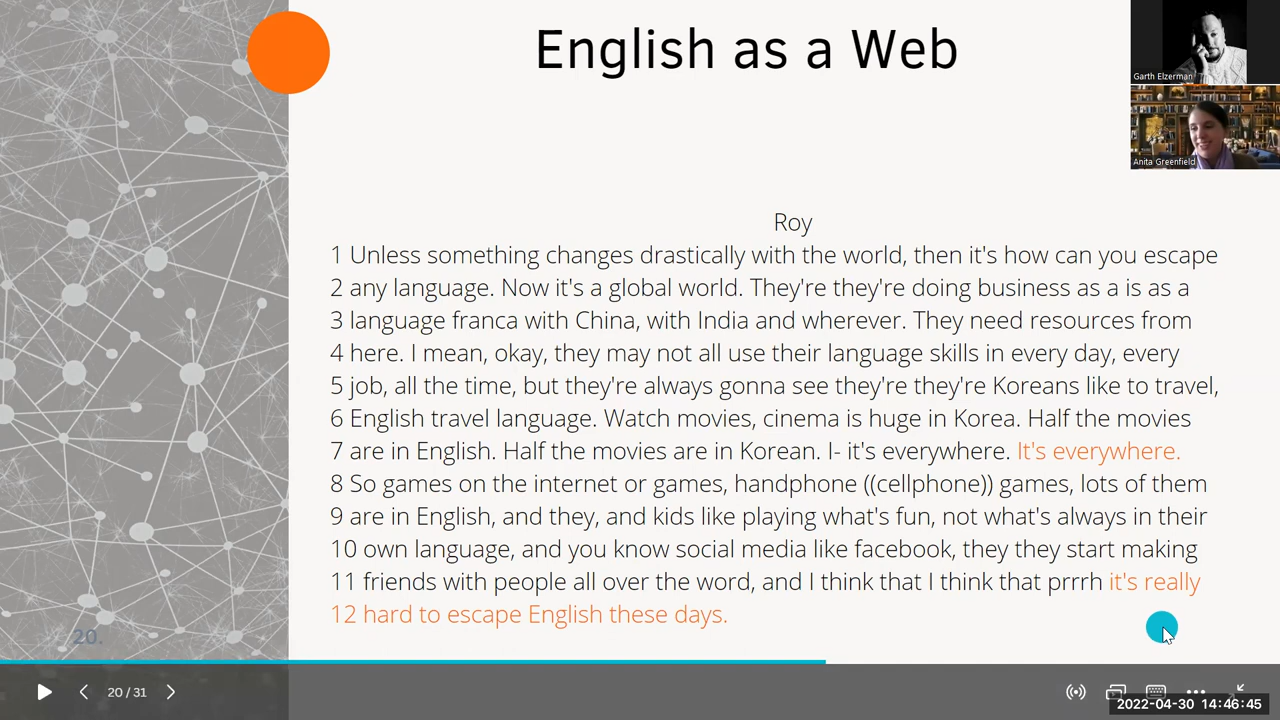 English as a Web
Garth Elzerman
Anita Greenfield
Roy
1 Unless something changes drastically with the world, then it's how can you escape
2 any language. Now it's a global world. They're they're doing business as a is as a
3 language franca with China, with India and wherever. They need resources from
4 here. I mean, okay, they may not all use their language skills in every day, every
5 job, all the time, but they're always gonna see they're they're Koreans like to travel,
6 English travel language. Watch movies, cinema is huge in Korea. Half the movies
7 are in English. Half the movies are in Korean. I- it's everywhere. It's everywhere.
8 So games on the internet or games, handphone ((cellphone)) games, lots of them
9 are in English, and they, and kids like playing what's fun, not what's always in their
10 own language, and you know social media like facebook, they they start making
11 friends with people all over the word, and I think that I think that prrrh it's really
12 hard to escape English these days.
20.
20 / 31
2022-04-30 14:46:45